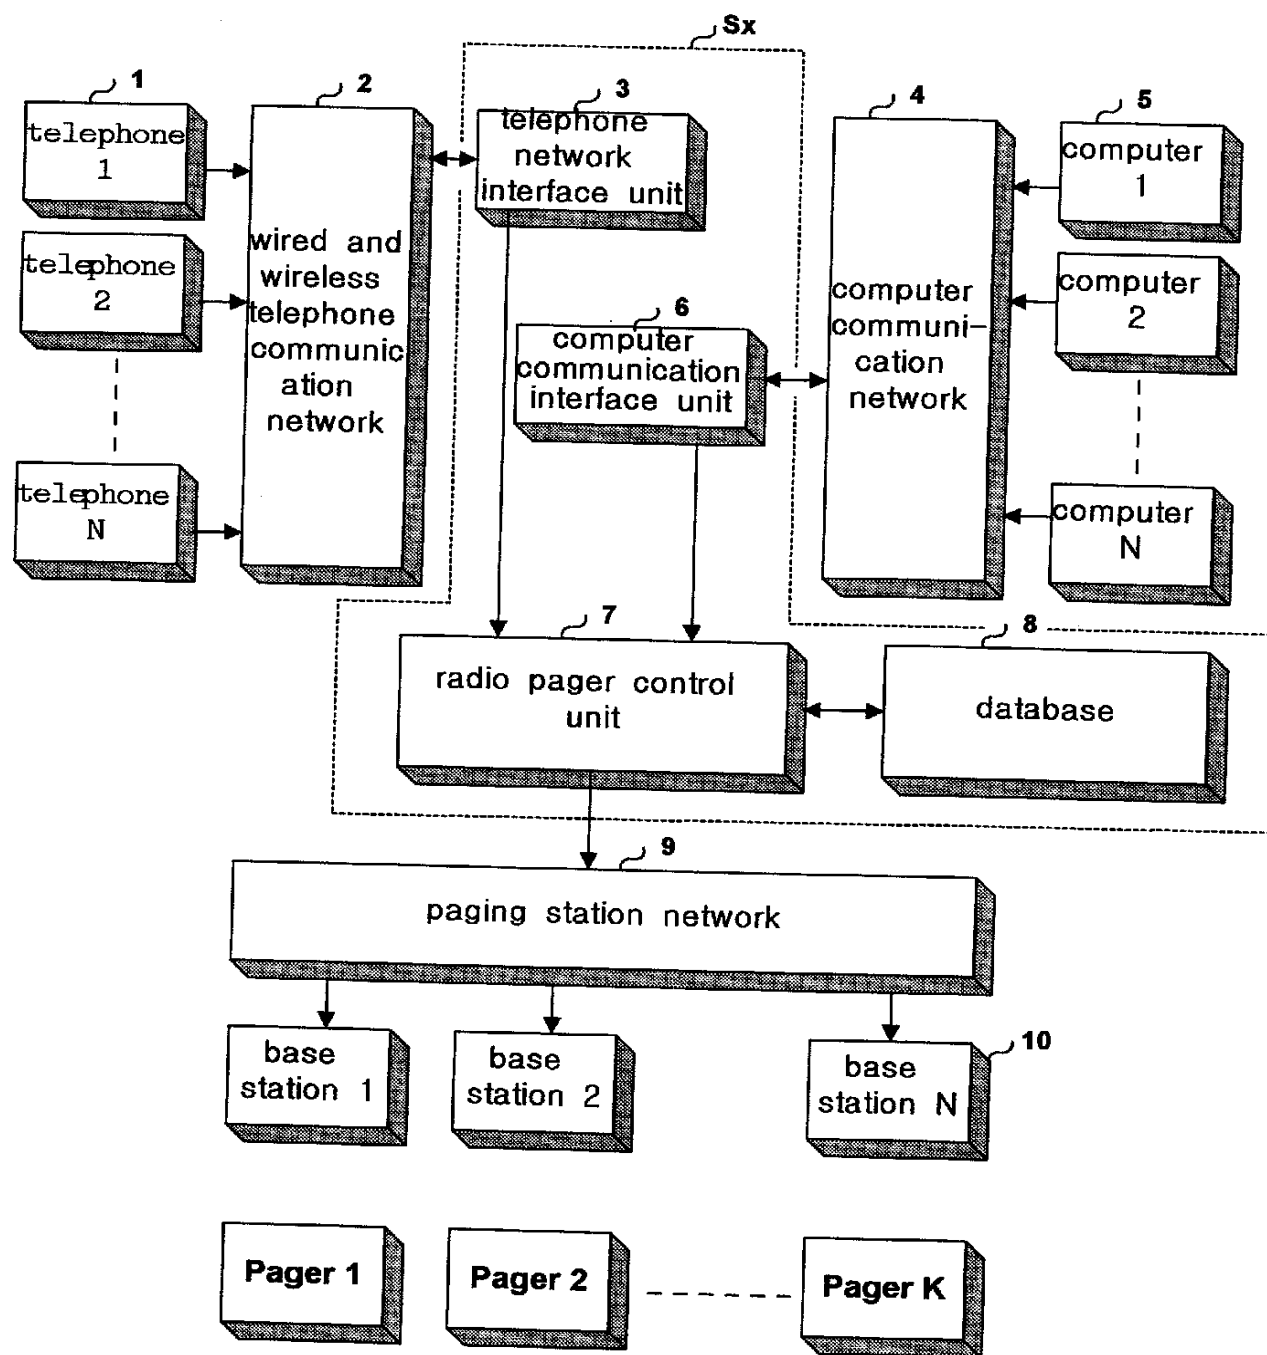 Sx
1
telephone
1
telephone
2
telephone
N
2
wired and
wireless
telephone
communic
ation
network
3
telephone
network
interface unit
6
computer
communication
interface unit
4
computer
communi-
cation
network
5
computer
1
computer
2
computer
N
7
radio pager control
unit
8
database
9
paging station network
base
station 1
base
station 2
10
base
station N
Pager 1
Pager 2
Pager K